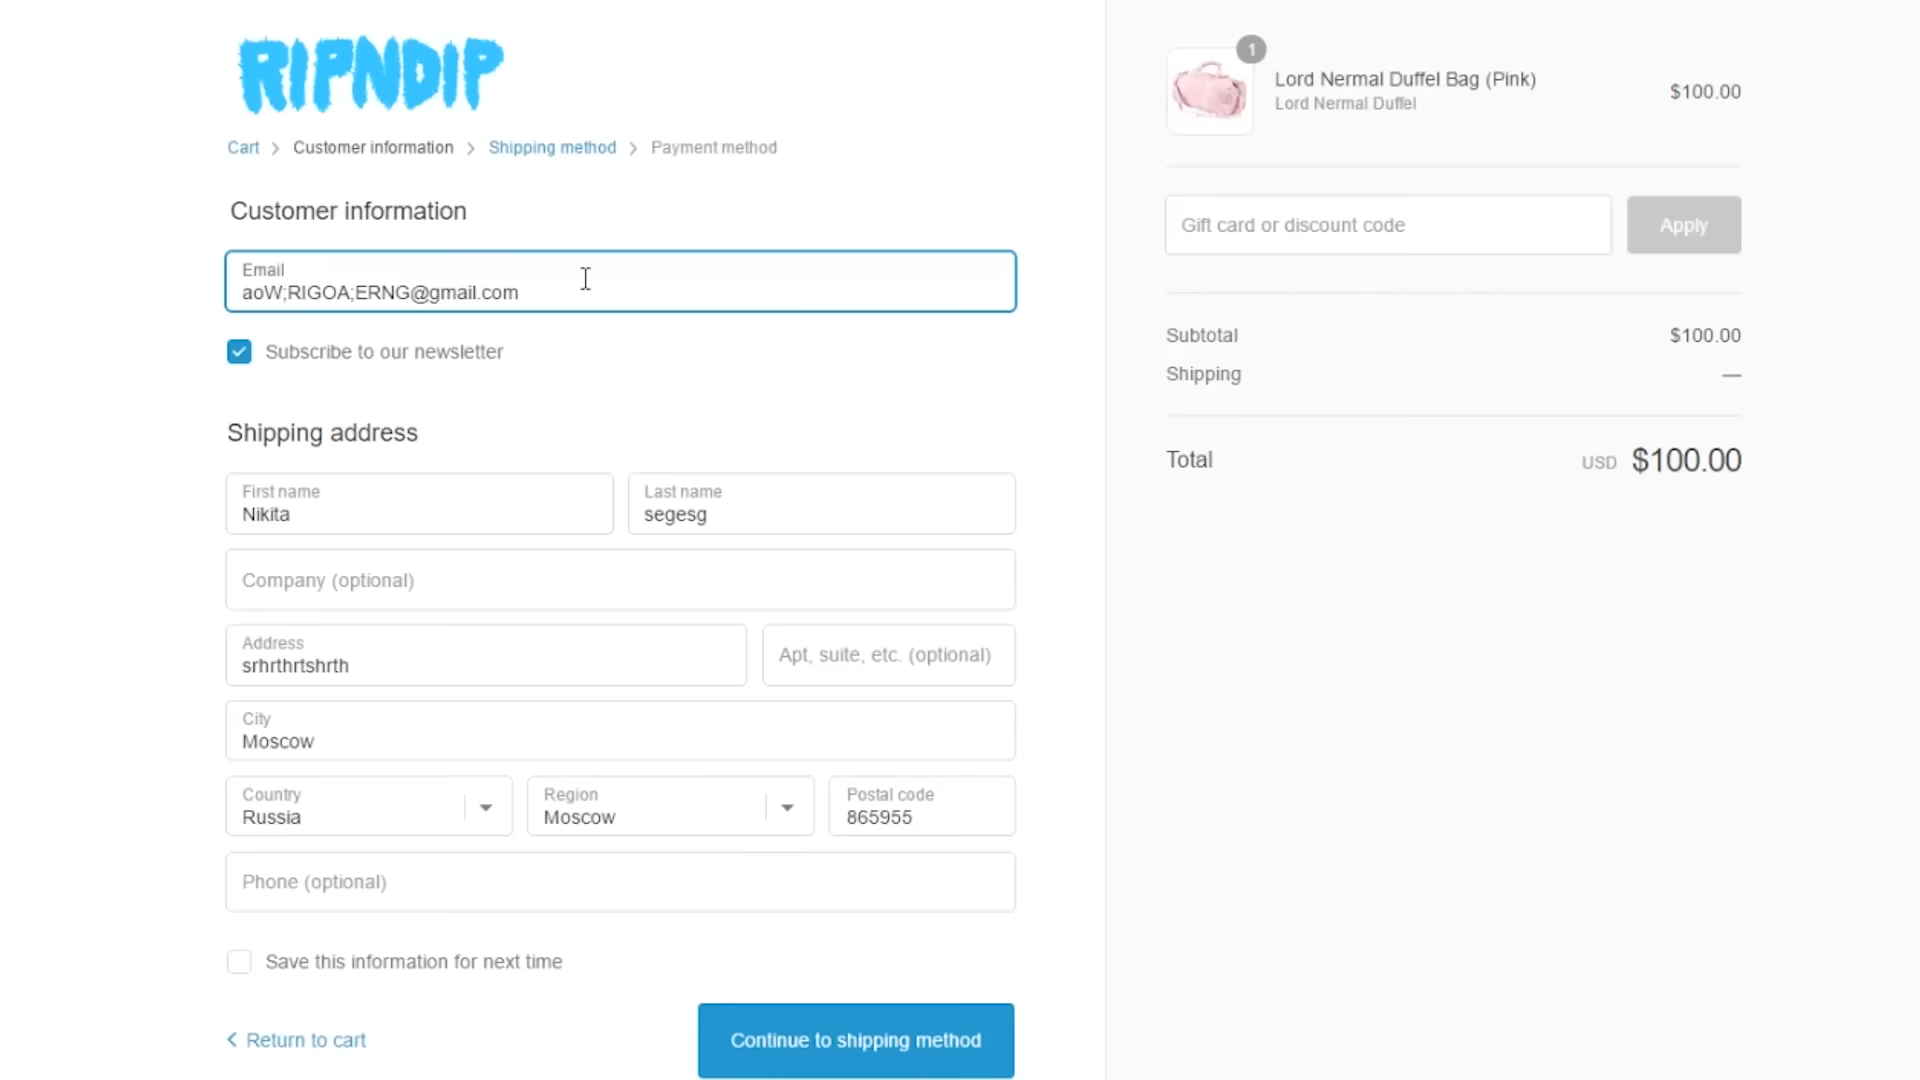 RIPNDIP
Cart > Customer information > Shipping method > Payment method
Customer information
Email
aoW;RIGOA;ERNG@gmail.com
Subscribe to our newsletter
Shipping address
First name
Nikita
Last name
segesg
Company (optional)
Address
srhrthrtshrth
Apt, suite, etc. (optional)
City
Moscow
Country
Russia
Region
Moscow
Postal code
865955
Phone (optional)
Save this information for next time
< Return to cart
Continue to shipping method
1
Lord Nermal Duffel Bag (Pink)
Lord Nermal Duffel
$100.00
Gift card or discount code
Apply
Subtotal $100.00
Shipping —
Total USD $100.00